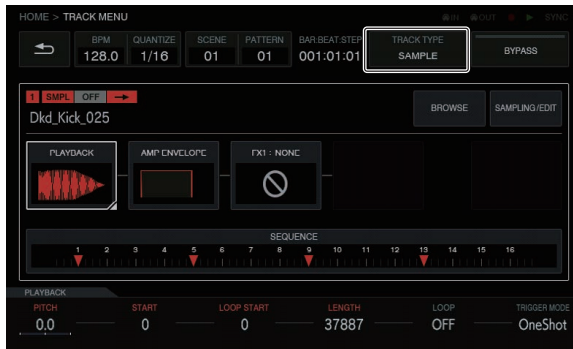 HOME > TRACK MENU
IN OUT SYNC
BPM QUANTIZE SCENE PATTERN BAR:BEAT:STEP TRACK TYPE
128.0 1/16 01 01 001:01:01 SAMPLE BYPASS
1 SMPL OFF
Dkd_Kick_025
BROWSE SAMPLING/EDIT
PLAYBACK AMP ENVELOPE FX1 : NONE
SEQUENCE
1 2 3 4 5 6 7 8 9 10 11 12 13 14 15 16
PLAYBACK
PITCH START LOOP START LENGTH LOOP TRIGGER MODE
0.0 0 0 37887 OFF OneShot